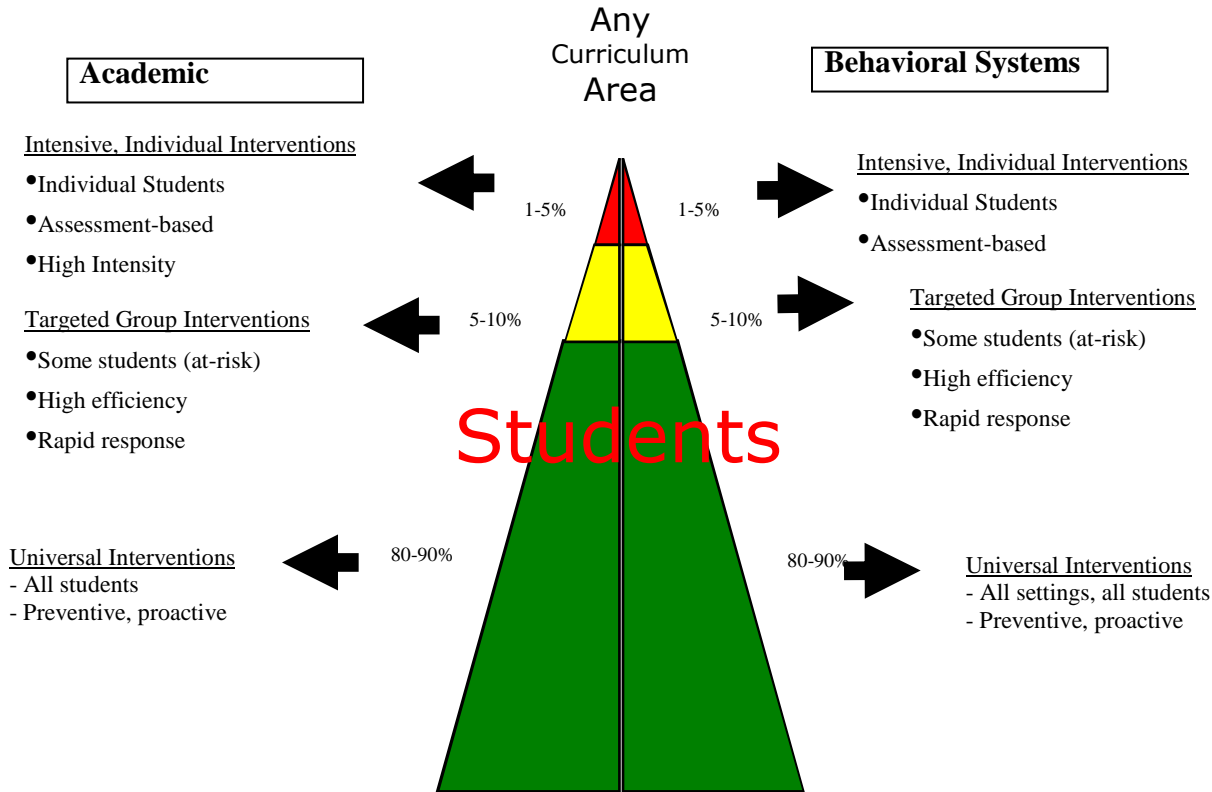 Any
Curriculum
Area
Academic
Behavioral Systems
Intensive, Individual Interventions
•Individual Students
•Assessment-based
•High Intensity
Targeted Group Interventions
•Some students (at-risk)
•High efficiency
•Rapid response
Universal Interventions
- All students
- Preventive, proactive
1-5%
5-10%
80-90%
Students
1-5%
5-10%
80-90%
Intensive, Individual Interventions
•Individual Students
•Assessment-based
Targeted Group Interventions
•Some students (at-risk)
•High efficiency
•Rapid response
Universal Interventions
- All settings, all students
- Preventive, proactive